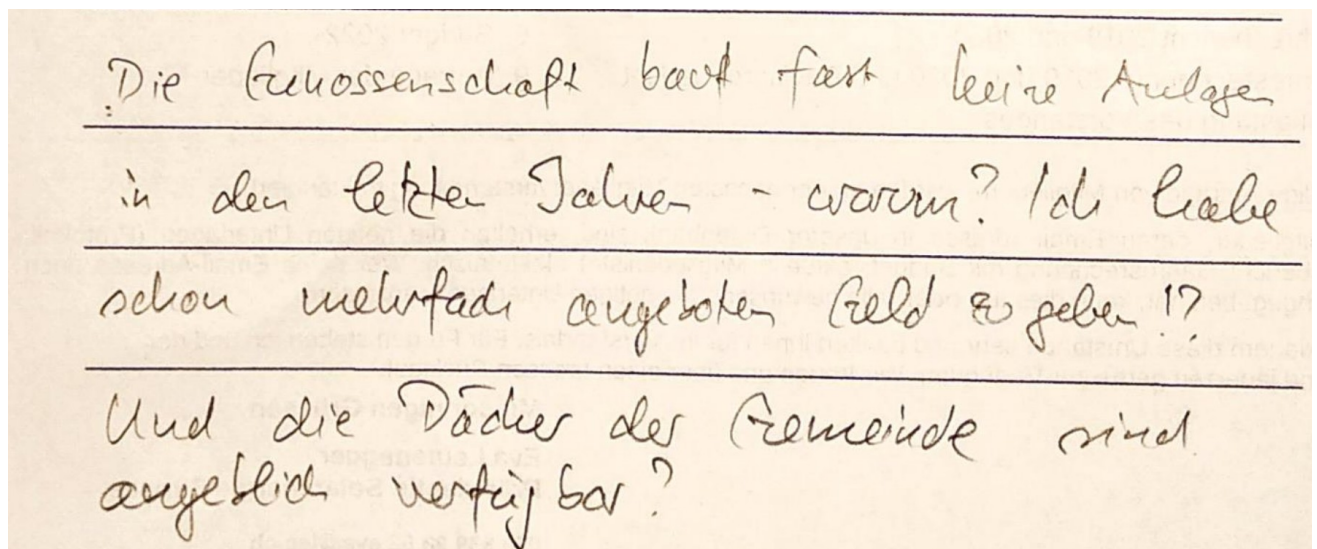 Die Genossenschaft baut fast keine Anlagen
in den letzten Jahren - warum? Ich habe
schon mehrfach angeboten Geld zu geben!?
Und die Dächer der Gemeinde sind
angeblich verfügbar?